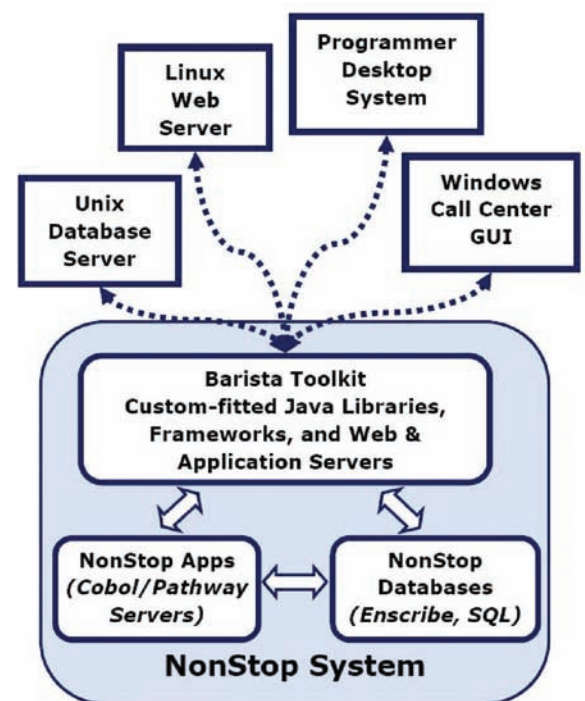 Programmer
Desktop
System
Linux
Web
Server
Windows
Call Center
GUI
Unix
Database
Server
Barista Toolkit
Custom-fitted Java Libraries,
Frameworks, and Web &
Application Servers
NonStop Apps
(Cobol/Pathway
Servers)
NonStop
Databases
(Enscribe, SQL)
NonStop System